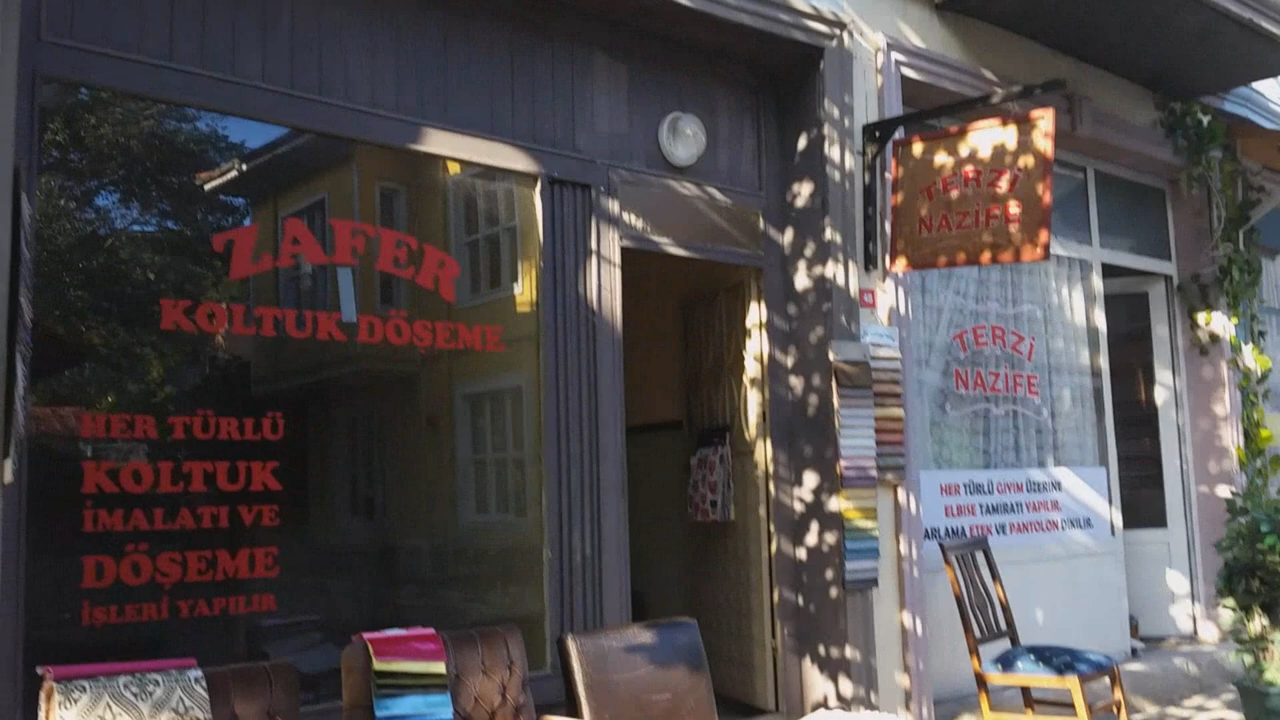 ZAFER
KOLTUK DÖŞEME
HER TÜRLÜ
KOLTUK
İMALATI VE
DÖŞEME
İŞLERİ YAPILIR
TERZİ
NAZİFE
TERZİ
NAZİFE
HER TÜRLÜ GİYİM ÜZERİNE
ELBİSE TAMİRATI YAPILIR.
ARLAMA ETEK VE PANTOLON DİKİLİR.